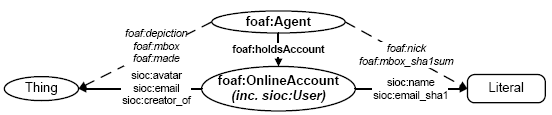 foaf:Agent
foaf:depiction
foaf:mbox
foaf:made
foaf:holdsAccount
foaf:nick
foaf:mbox_sha1sum
Thing
sioc:avatar
sioc:email
sioc:creator_of
foaf:OnlineAccount
(inc. sioc:User)
sioc:name
sioc:email_sha1
Literal